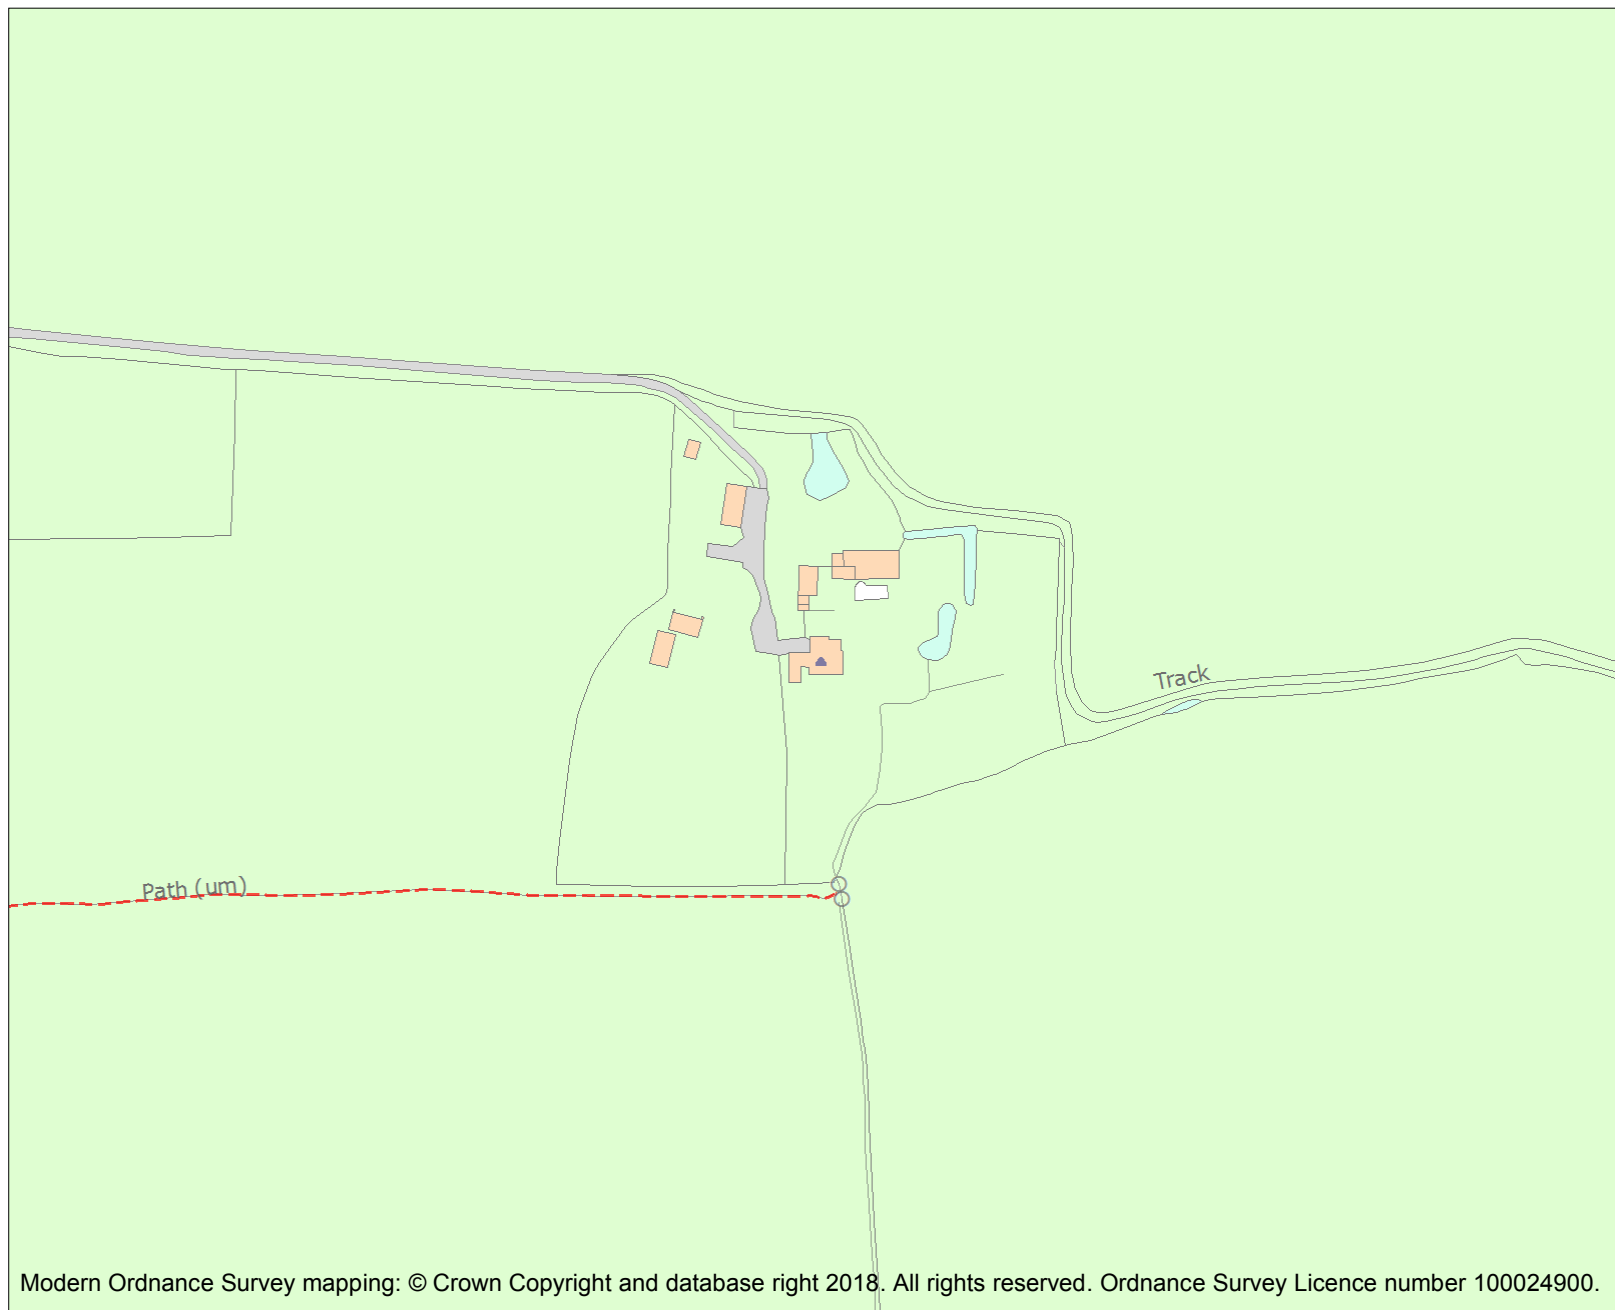 Track
Path (um)
Modern Ordnance Survey mapping: © Crown Copyright and database right 2018. All rights reserved. Ordnance Survey Licence number 100024900.